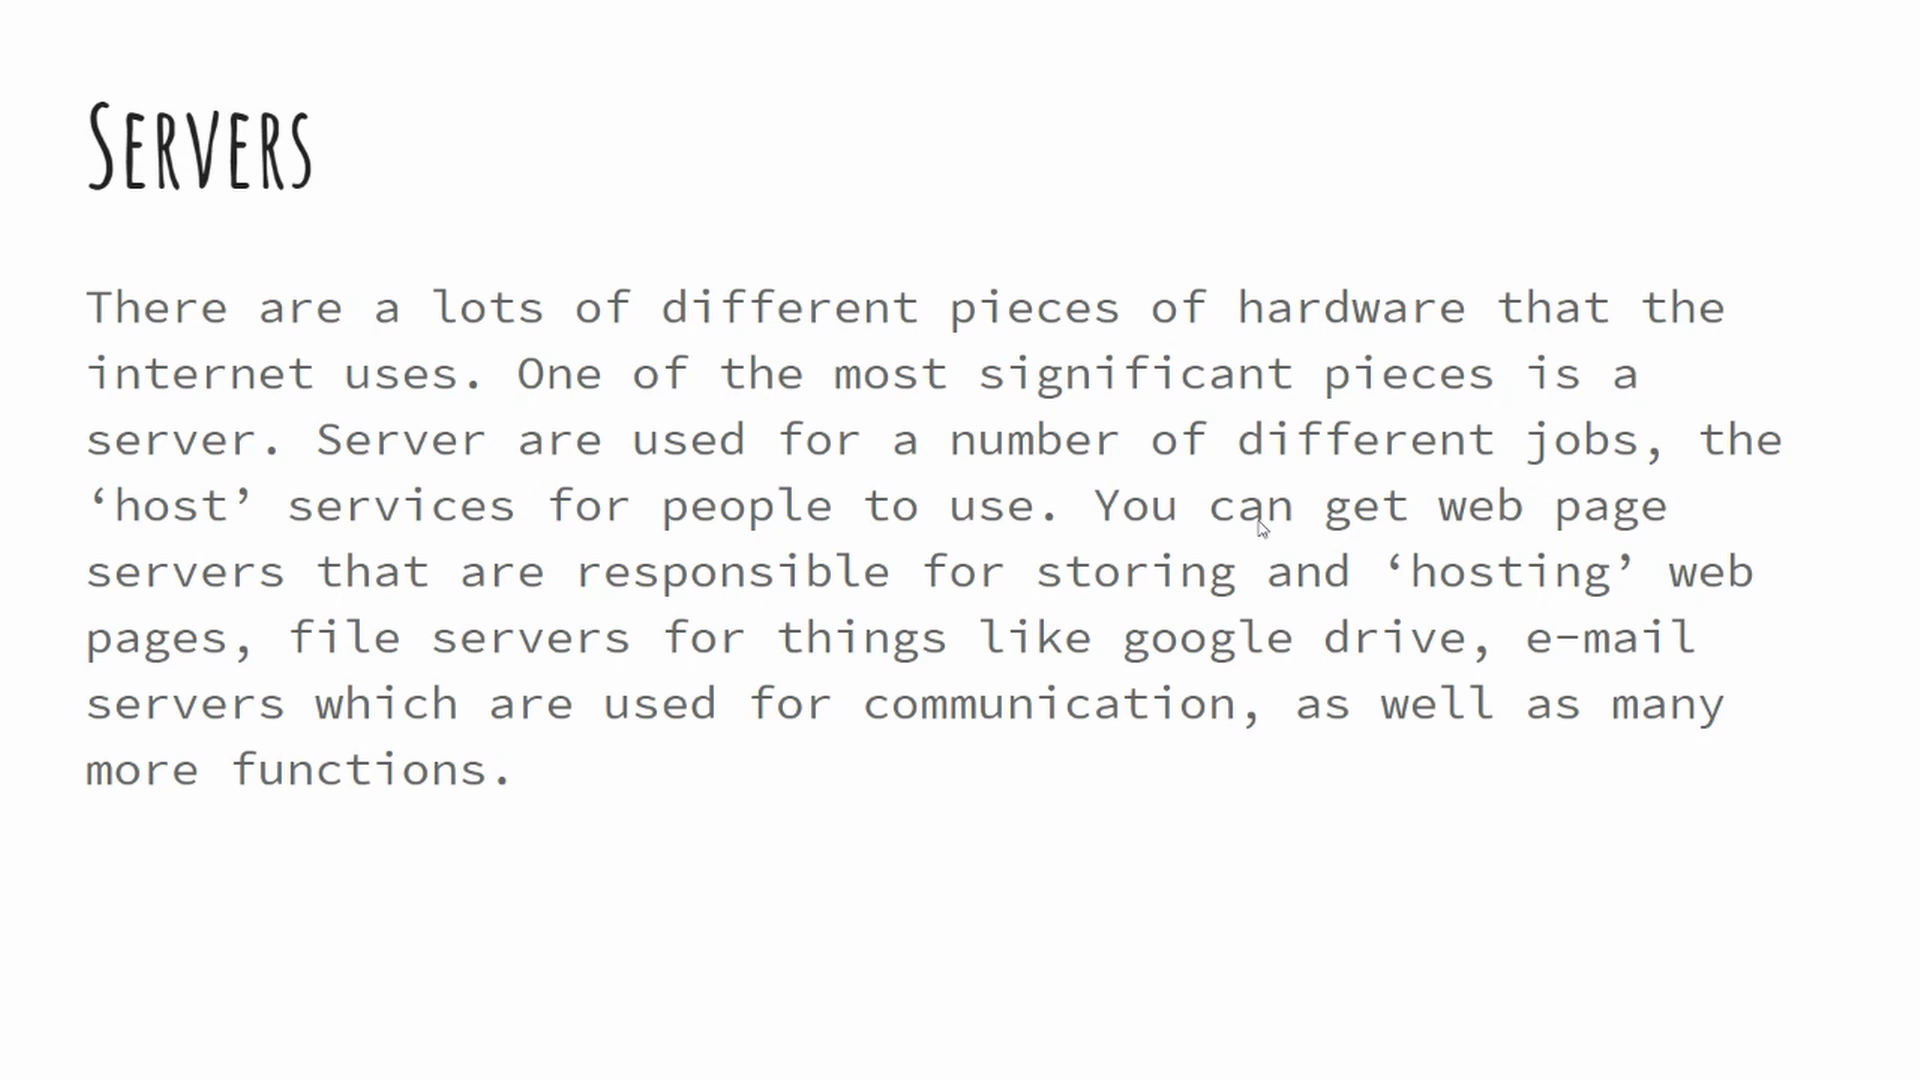 Servers
There are a lots of different pieces of hardware that the
internet uses. One of the most significant pieces is a
server. Server are used for a number of different jobs, the
‘host’ services for people to use. You can get web page
servers that are responsible for storing and ‘hosting’ web
pages, file servers for things like google drive, e-mail
servers which are used for communication, as well as many
more functions.